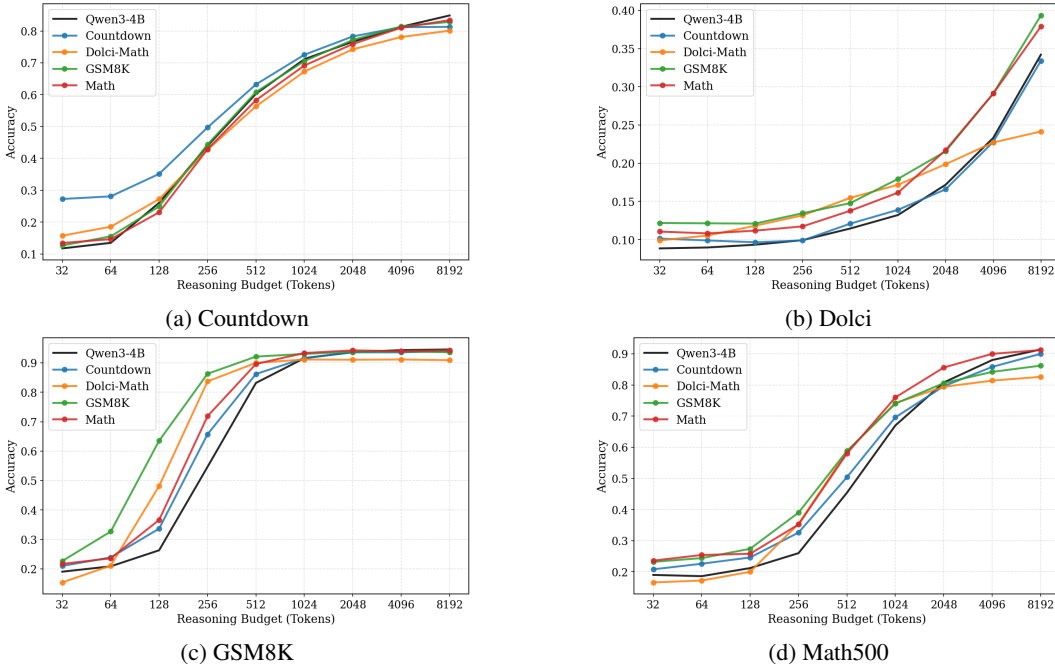 Qwen3-4B
Countdown
Dolci-Math
GSM8K
Math
Accuracy
0.8
0.7
0.6
0.5
0.4
0.3
0.2
0.1
32 64 128 256 512 1024 2048 4096 8192
Reasoning Budget (Tokens)
(a) Countdown
Qwen3-4B
Countdown
Dolci-Math
GSM8K
Math
Accuracy
0.40
0.35
0.30
0.25
0.20
0.15
0.10
32 64 128 256 512 1024 2048 4096 8192
Reasoning Budget (Tokens)
(b) Dolci
Qwen3-4B
Countdown
Dolci-Math
GSM8K
Math
Accuracy
0.9
0.8
0.7
0.6
0.5
0.4
0.3
0.2
32 64 128 256 512 1024 2048 4096 8192
Reasoning Budget (Tokens)
(c) GSM8K
Qwen3-4B
Countdown
Dolci-Math
GSM8K
Math
Accuracy
0.9
0.8
0.7
0.6
0.5
0.4
0.3
0.2
32 64 128 256 512 1024 2048 4096 8192
Reasoning Budget (Tokens)
(d) Math500